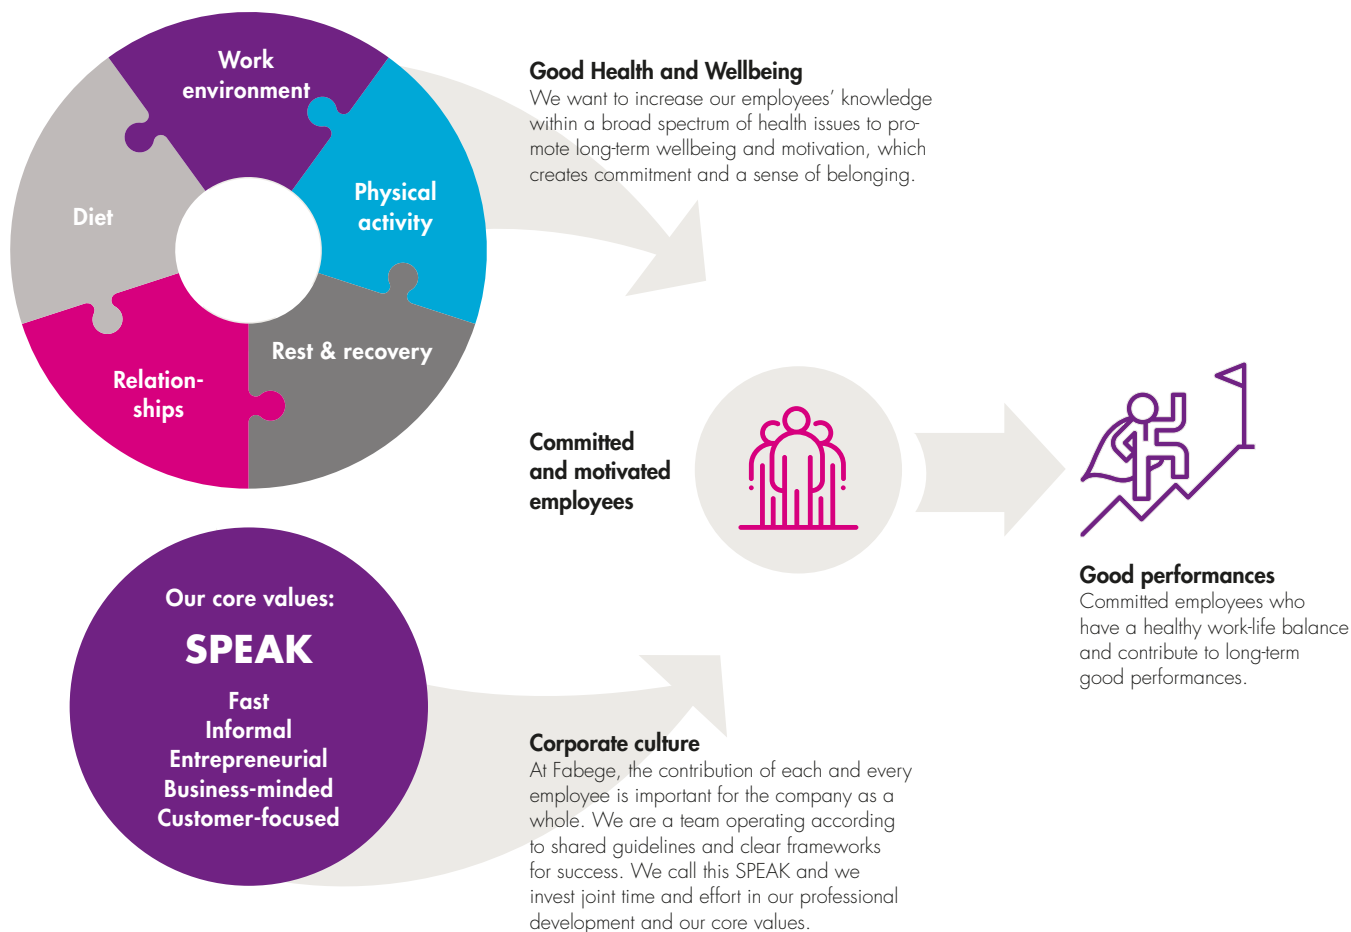 Work
environment
Physical
activity
Diet
Rest & recovery
Relation-
ships
Good Health and Wellbeing
We want to increase our employees’ knowledge
within a broad spectrum of health issues to pro-
mote long-term wellbeing and motivation, which
creates commitment and a sense of belonging.
Committed
and motivated
employees
Good performances
Committed employees who
have a healthy work-life balance
and contribute to long-term
good performances.
Our core values:
SPEAK
Fast
Informal
Entrepreneurial
Business-minded
Customer-focused
Corporate culture
At Fabege, the contribution of each and every
employee is important for the company as a
whole. We are a team operating according
to shared guidelines and clear frameworks
for success. We call this SPEAK and we
invest joint time and effort in our professional
development and our core values.